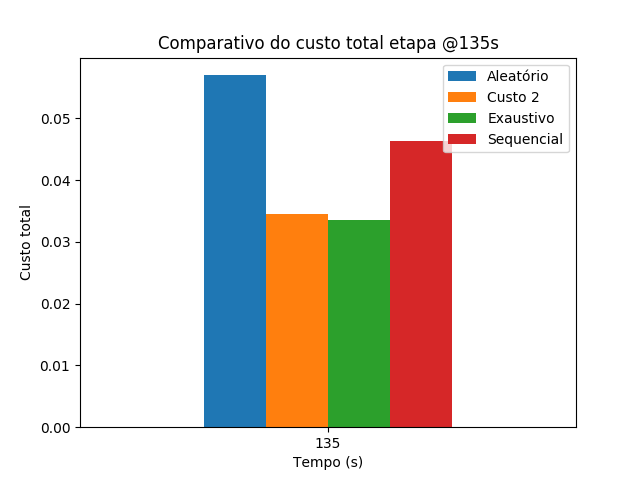 Comparativo do custo total etapa @135s
Aleatório
Custo 2
Exaustivo
Sequencial
0.05
0.04
0.03
0.02
0.01
0.00
Custo total
135
Tempo (s)